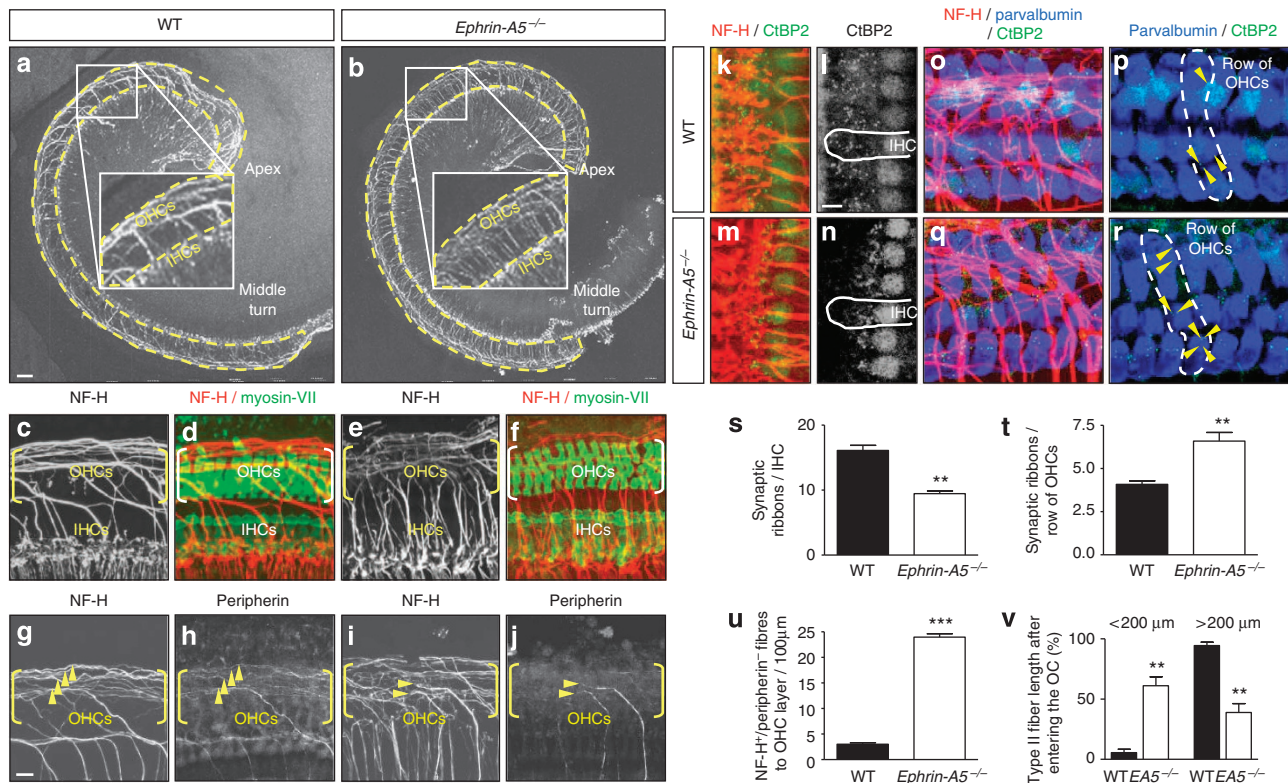 WT
Ephrin-A5−/−
a
Apex
OHCs
IHCs
Middle
turn
b
Apex
OHCs
IHCs
Middle
turn
NF-H
NF-H / myosin-VII
NF-H
NF-H / myosin-VII
c
OHCs
IHCs
d
OHCs
IHCs
e
OHCs
IHCs
f
OHCs
IHCs
NF-H
Peripherin
NF-H
Peripherin
g
OHCs
h
OHCs
i
OHCs
j
OHCs
NF-H / CtBP2
CtBP2
NF-H / parvalbumin
/ CtBP2
Parvalbumin / CtBP2
WT
k
l
IHC
o
p
Row of
OHCs
Ephrin-A5−/−
m
n
IHC
q
r
Row of
OHCs
s
Synaptic
ribbons / IHC
20
10
0
**
WT
Ephrin-A5−/−
t
Synaptic ribbons /
row of OHCs
7.5
5.0
2.5
0.0
**
WT
Ephrin-A5−/−
u
NF-H+/peripherin− fibres
to OHC layer / 100μm
25
20
15
10
5
0
***
WT
Ephrin-A5−/−
v
Type II fiber length after
entering the OC (%)
<200 μm
>200 μm
100
50
0
**
**
WT EA5−/−
WT EA5−/−